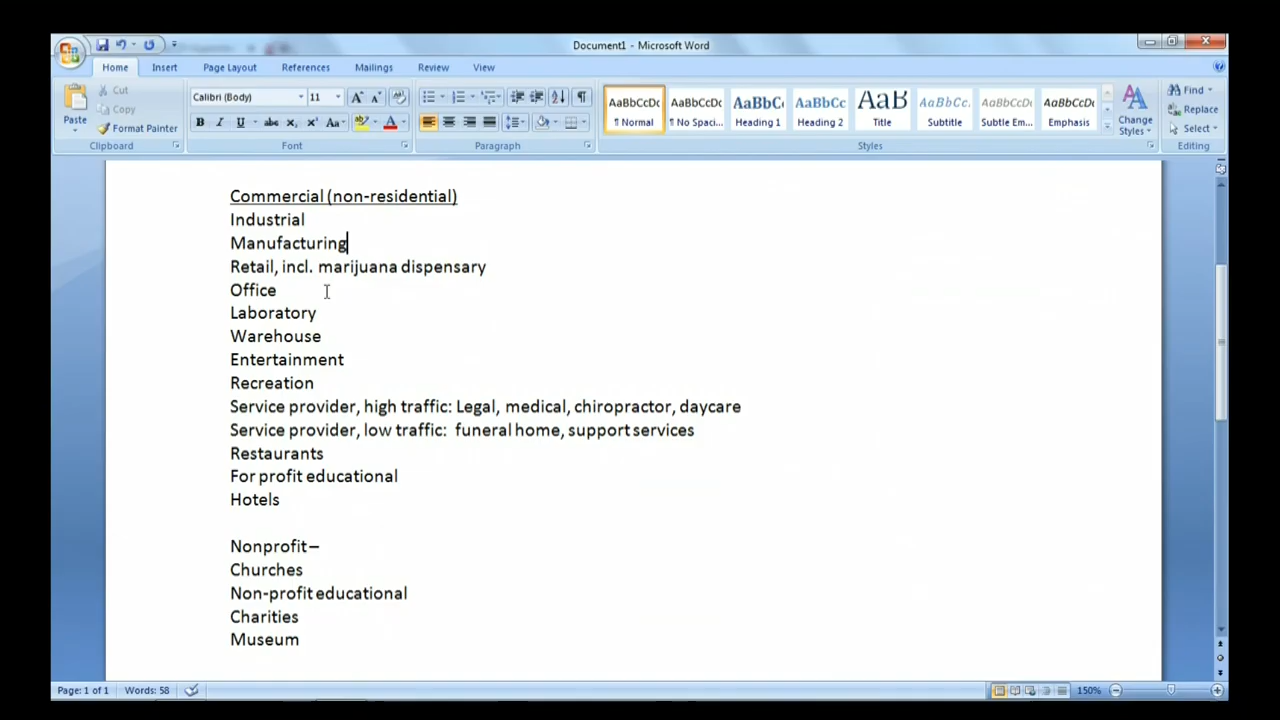 Document1 - Microsoft Word
Home Insert Page Layout References Mailings Review View
Paste
Cut
Copy
Format Painter
Clipboard
Calibri (Body) 11
Font
Paragraph
AaBbCcDc AaBbCcDc AaBbC AaBbCc AaB AaBbCc. AaBbCcDc AaBbCcDc
¶ Normal ¶ No Spaci... Heading 1 Heading 2 Title Subtitle Subtle Em... Emphasis
Change
Styles
Styles
Find
Replace
Select
Editing
Commercial (non-residential)
Industrial
Manufacturing
Retail, incl. marijuana dispensary
Office
Laboratory
Warehouse
Entertainment
Recreation
Service provider, high traffic: Legal, medical, chiropractor, daycare
Service provider, low traffic: funeral home, support services
Restaurants
For profit educational
Hotels
Nonprofit –
Churches
Non-profit educational
Charities
Museum
Page: 1 of 1 Words: 58 150%